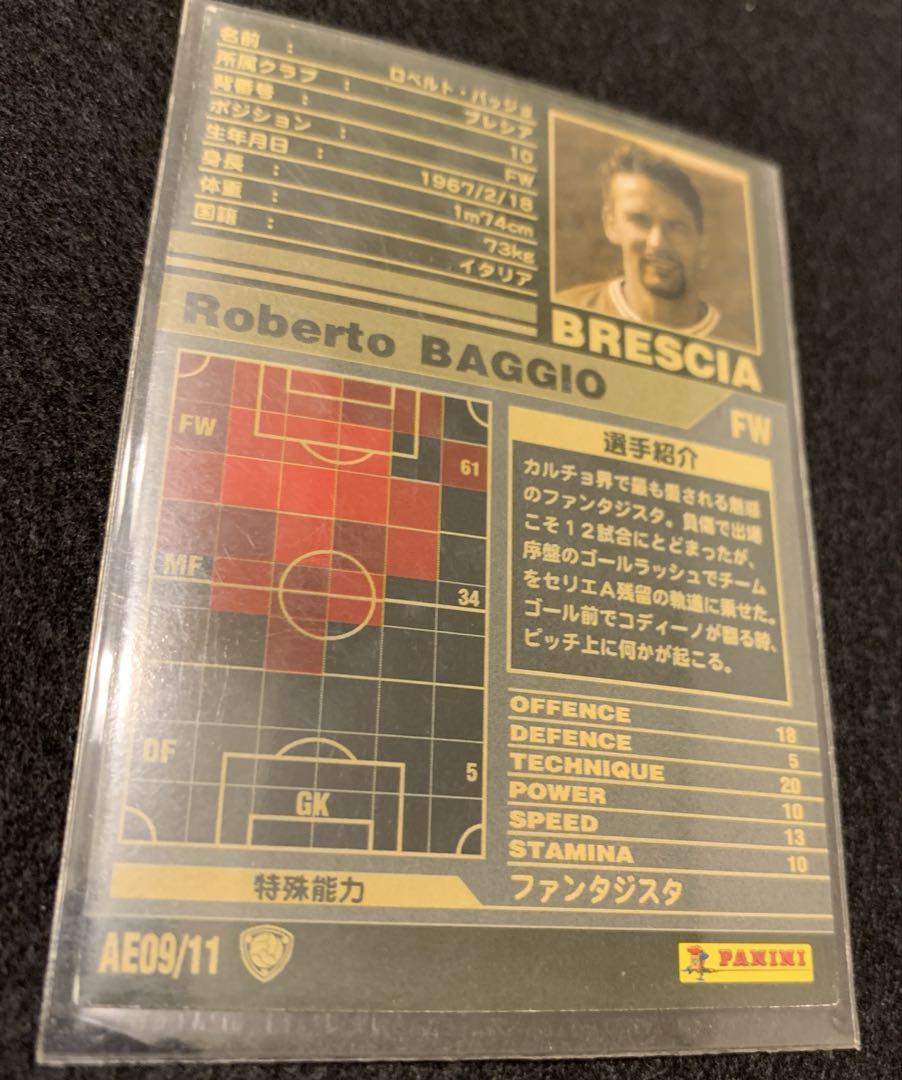 名前 : ロベルト・バッジョ
所属クラブ : ブレシア
背番号 : 10
ポジション : FW
生年月日 : 1967/2/18
身長 : 1m74cm
体重 : 73kg
国籍 : イタリア
BRESCIA
Roberto BAGGIO
FW
FW
61
MF
34
DF
5
GK
選手紹介
カルチョ界で最も愛される魅惑
のファンタジスタ。負傷で出場
こそ12試合にとどまったが、
序盤のゴールラッシュでチーム
をセリエA残留の軌道に乗せた。
ゴール前でコディーノが翻る時、
ピッチ上に何かが起こる。
OFFENCE 18
DEFENCE 5
TECHNIQUE 20
POWER 10
SPEED 13
STAMINA 10
特殊能力
ファンタジスタ
AE09/11
PANINI